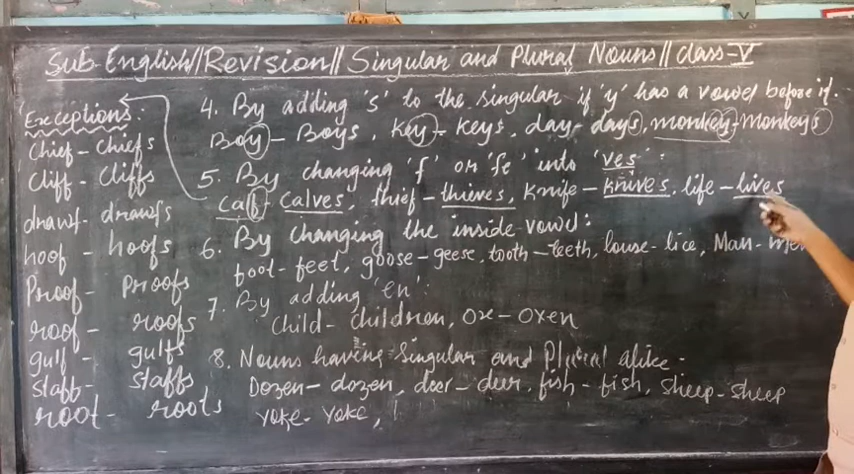 Sub-English//Revision//Singular and Plural Nouns//class-V
Exceptions:
Chief-Chiefs
Cliff-Cliffs
drawf-drawfs
hoof-hoofs
Proof-Proofs
roof-roofs
gulf-gulfs
Staff-staffs
root-roots
4. By adding 's' to the singular if 'y' has a vowel before it.
Boy-Boys, key-keys, day-days, monkey-Monkeys
5. By changing 'f' or 'fe' into 'ves':
calf-calves, thief-thieves, knife-knives, life-lives
6. By changing the inside vowel:
foot-feet, goose-geese, tooth-teeth, louse-lice, Man-men
7. By adding 'en':
Child-children, ox-oxen
8. Nouns having Singular and Plural alike-
Dozen-dozen, deer-deer, fish-fish, Sheep-sheep
Yoke-Yoke,